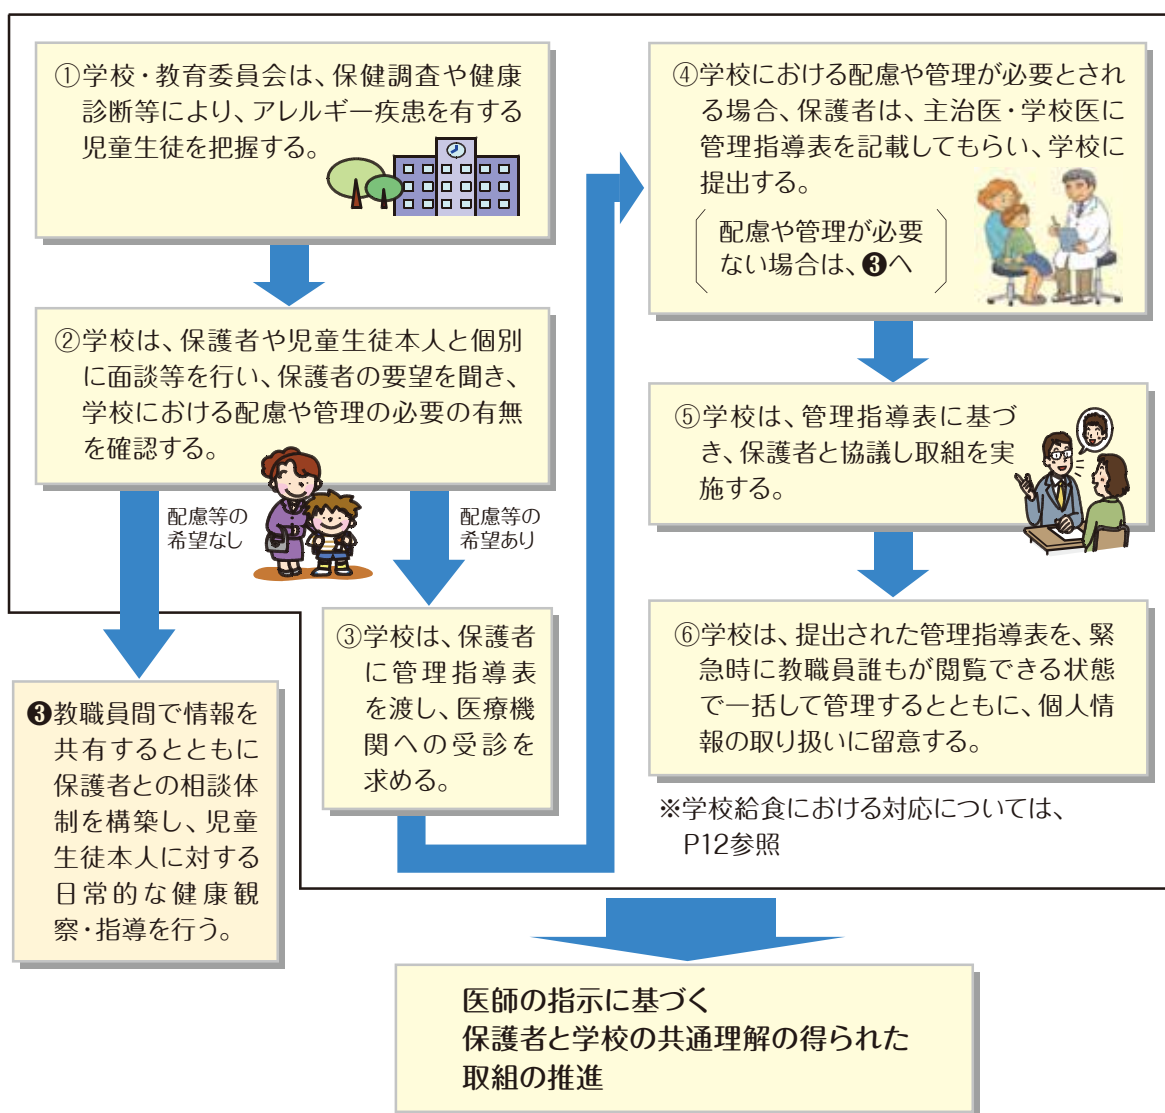 ①学校・教育委員会は、保健調査や健康
診断等により、アレルギー疾患を有する
児童生徒を把握する。
②学校は、保護者や児童生徒本人と個別
に面談等を行い、保護者の要望を聞き、
学校における配慮や管理の必要の有無
を確認する。
配慮等の
希望なし
配慮等の
希望あり
❸教職員間で情報を
共有するとともに
保護者との相談体
制を構築し、児童
生徒本人に対する
日常的な健康観
察・指導を行う。
③学校は、保護者
に管理指導表
を渡し、医療機
関への受診を
求める。
④学校における配慮や管理が必要とされ
る場合、保護者は、主治医・学校医に
管理指導表を記載してもらい、学校に
提出する。
配慮や管理が必要
ない場合は、❸へ
⑤学校は、管理指導表に基づ
き、保護者と協議し取組を実
施する。
⑥学校は、提出された管理指導表を、緊
急時に教職員誰もが閲覧できる状態
で一括して管理するとともに、個人情
報の取り扱いに留意する。
※学校給食における対応については、
P12参照
医師の指示に基づく
保護者と学校の共通理解の得られた
取組の推進